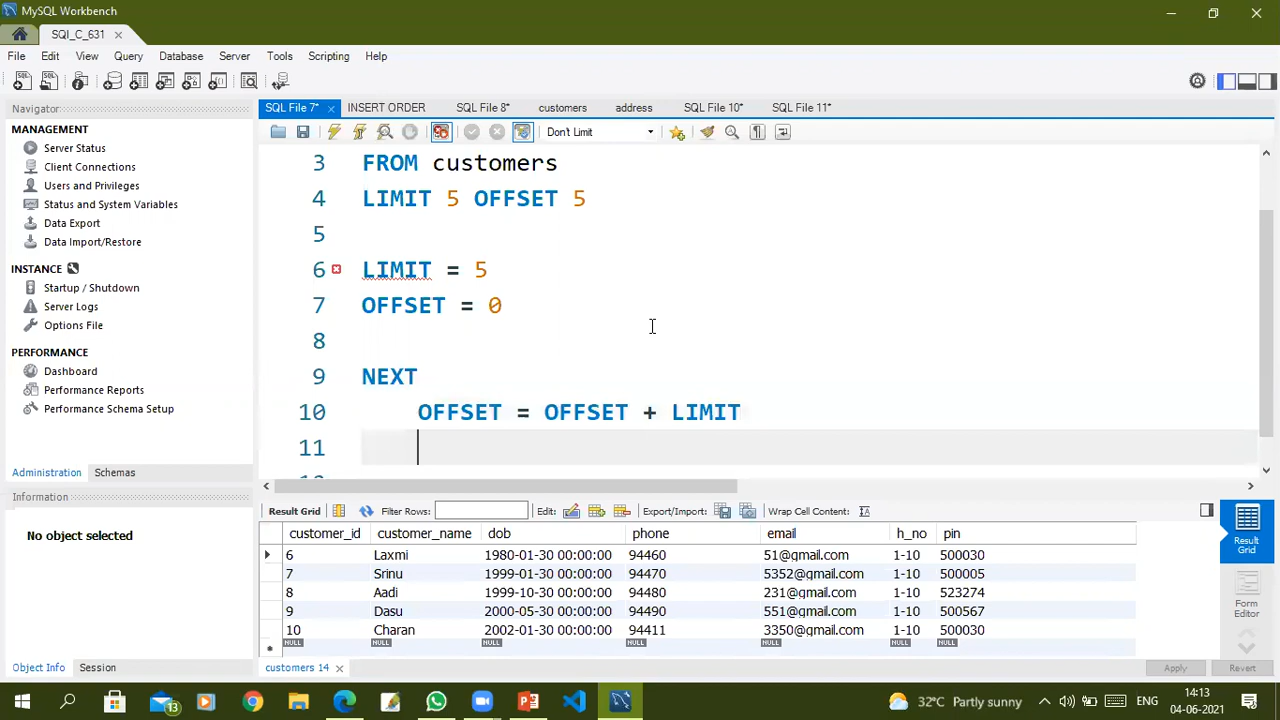 MySQL Workbench
SQl_C_631
File Edit View Query Database Server Tools Scripting Help
Navigator:
MANAGEMENT
Server Status
Client Connections
Users and Privileges
Status and System Variables
Data Export
Data Import/Restore
INSTANCE
Startup / Shutdown
Server Logs
Options File
PERFORMANCE
Dashboard
Performance Reports
Performance Schema Setup
Administration Schemas
Information
No object selected
Object Info Session
SQL File 7* INSERT ORDER SQL File 8* customers address SQL File 10* SQL File 11*
Don't Limit
3 FROM customers
4 LIMIT 5 OFFSET 5
5
6 LIMIT = 5
7 OFFSET = 0
8
9 NEXT
10 OFFSET = OFFSET + LIMIT
11
Result Grid Filter Rows: Edit: Export/Import: Wrap Cell Content:
customer_id customer_name dob phone email h_no pin
6 Laxmi 1980-01-30 00:00:00 94460 51@gmail.com 1-10 500030
7 Srinu 1999-01-30 00:00:00 94470 5352@gmail.com 1-10 500005
8 Aadi 1999-10-30 00:00:00 94480 231@gmail.com 1-10 523274
9 Dasu 2000-05-30 00:00:00 94490 551@gmail.com 1-10 500567
10 Charan 2002-01-30 00:00:00 94411 3350@gmail.com 1-10 500030
NULL NULL NULL NULL NULL NULL NULL
Result Grid
Form Editor
customers 14
Apply Revert
13
32°C Partly sunny
ENG
14:13
04-06-2021